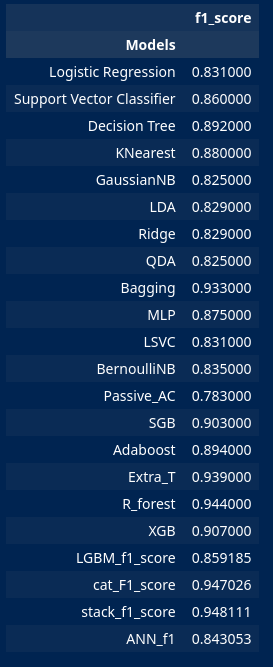 f1_score
Models
Logistic Regression 0.831000
Support Vector Classifier 0.860000
Decision Tree 0.892000
KNearest 0.880000
GaussianNB 0.825000
LDA 0.829000
Ridge 0.829000
QDA 0.825000
Bagging 0.933000
MLP 0.875000
LSVC 0.831000
BernoulliNB 0.835000
Passive_AC 0.783000
SGB 0.903000
Adaboost 0.894000
Extra_T 0.939000
R_forest 0.944000
XGB 0.907000
LGBM_f1_score 0.859185
cat_F1_score 0.947026
stack_f1_score 0.948111
ANN_f1 0.843053